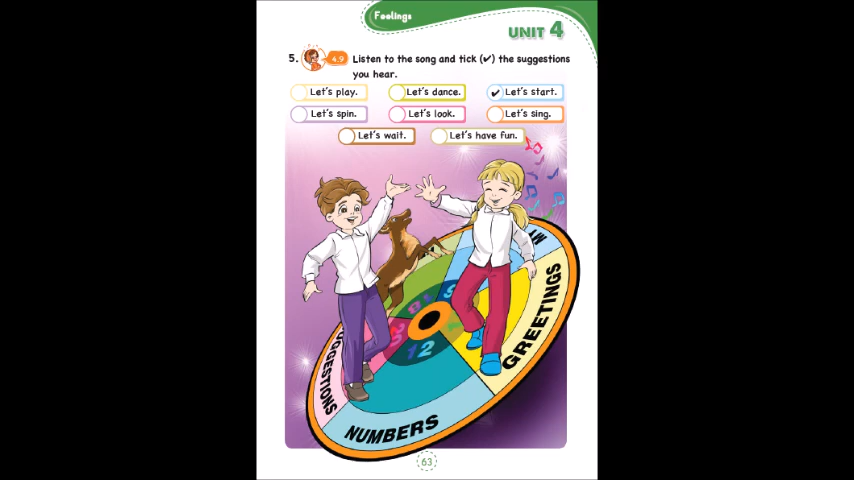 Feelings
UNIT 4
5. 4.9 Listen to the song and tick (✔) the suggestions
you hear.
Let's play. Let's dance. ✔ Let's start.
Let's spin. Let's look. Let's sing.
Let's wait. Let's have fun.
MY
GREETINGS
NUMBERS
12
63